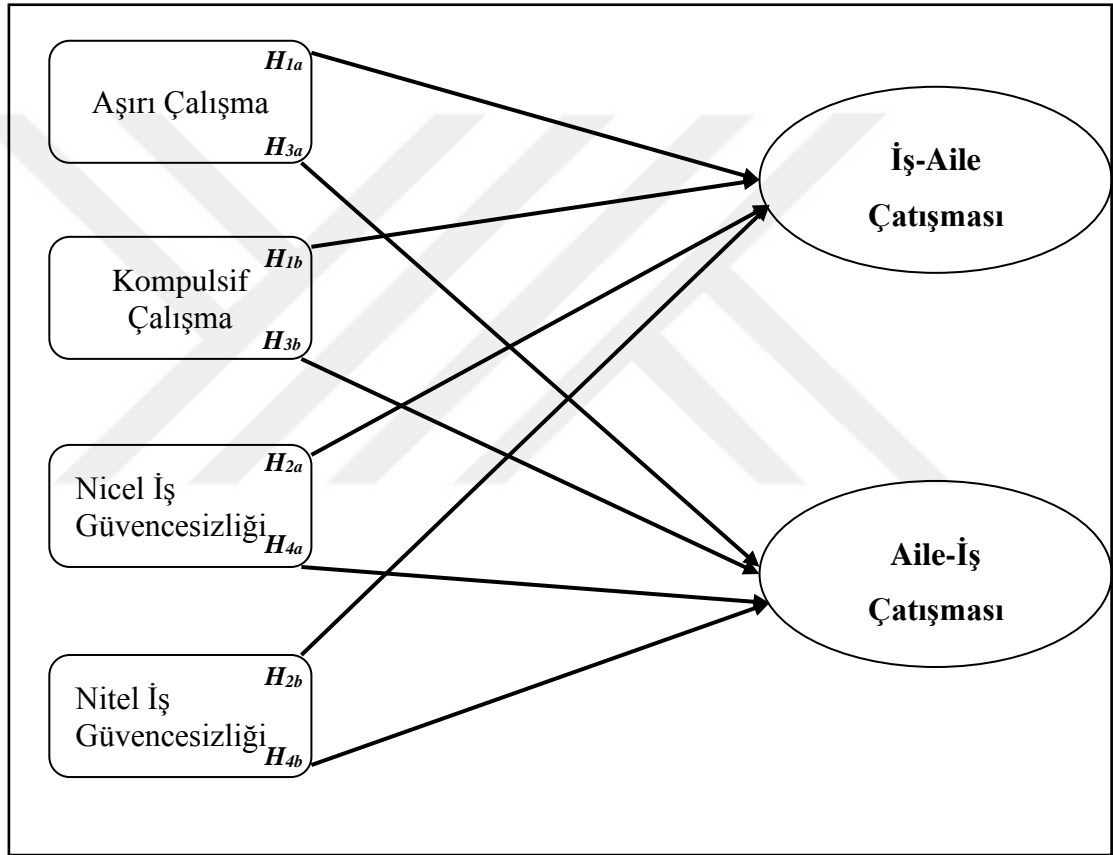 H1a
Aşırı Çalışma
H3a
H1b
Kompulsif
Çalışma
H3b
H2a
Nicel İş
Güvencesizliği
H4a
H2b
Nitel İş
Güvencesizliği
H4b
İş-Aile
Çatışması
Aile-İş
Çatışması